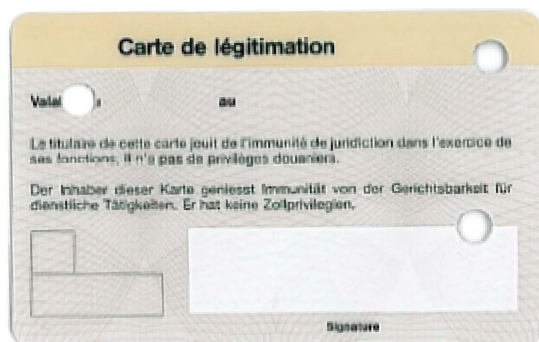 Carte de légitimation
au
Le titulaire de cette carte jouit de l'immunité de juridiction dans l'exercice de
ses fonctions, il n'a pas de privilèges douaniers.
Der Inhaber dieser Karte geniesst Immunität von der Gerichtsbarkeit für
dienstliche Tätigkeiten. Er hat keine Zollprivilegien.
Signature